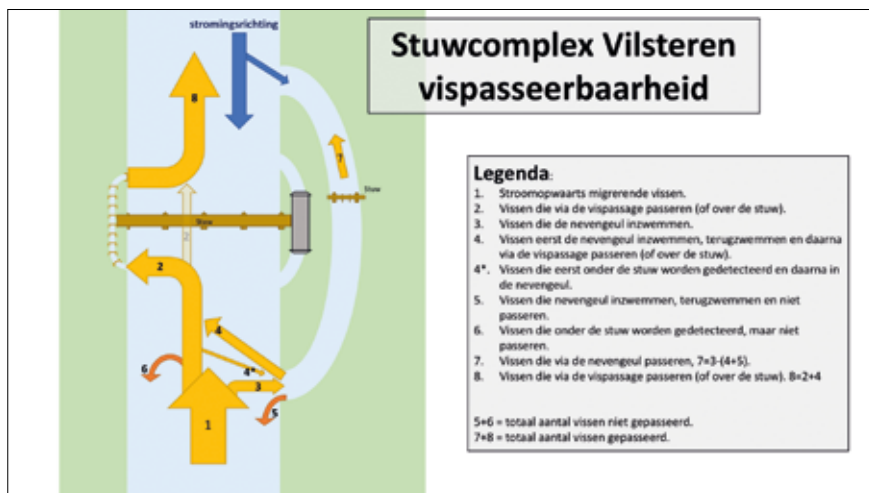 stromingsrichting
Stuwcomplex Vilsteren
vispasseerbaarheid
8
7
Stuw
Stuw
2
4
4*
6
3
5
1
Legenda:
1. Stroomopwaarts migrerende vissen.
2. Vissen die via de vispassage passeren (of over de stuw).
3. Vissen die de nevengeul inzwemmen.
4. Vissen eerst de nevengeul inzwemmen, terugzwemmen en daarna
via de vispassage passeren (of over de stuw).
4*. Vissen die eerst onder de stuw worden gedetecteerd en daarna in
de nevengeul.
5. Vissen die nevengeul inzwemmen, terugzwemmen en niet
passeren.
6. Vissen die onder de stuw worden gedetecteerd, maar niet
passeren.
7. Vissen die via de nevengeul passeren, 7=3-(4+5).
8. Vissen die via de vispassage passeren (of over de stuw). 8=2+4
5+6 = totaal aantal vissen niet gepasseerd.
7+8 = totaal aantal vissen gepasseerd.